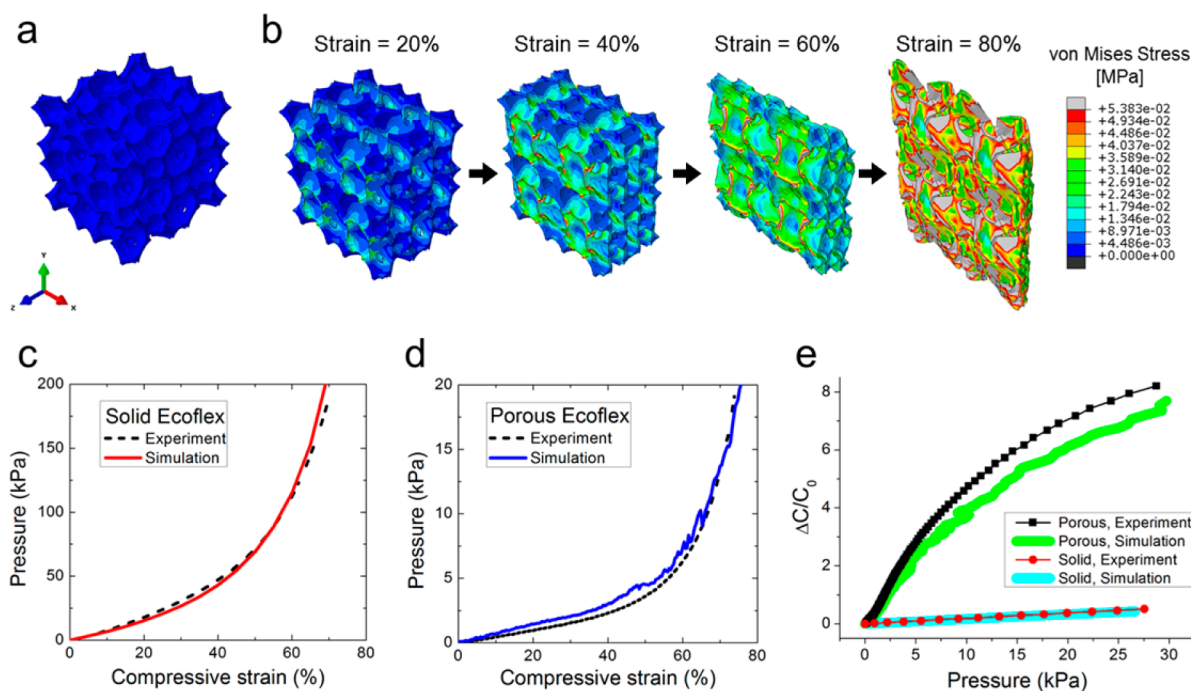 a
b
Strain = 20%
Strain = 40%
Strain = 60%
Strain = 80%
von Mises Stress
[MPa]
+5.383e-02
+4.934e-02
+4.486e-02
+4.037e-02
+3.589e-02
+3.140e-02
+2.691e-02
+2.243e-02
+1.794e-02
+1.346e-02
+8.971e-03
+4.486e-03
+0.000e+00
Y
Z
X
c
200
150
100
50
0
Pressure (kPa)
Solid Ecoflex
Experiment
Simulation
0 20 40 60 80
Compressive strain (%)
d
20
15
10
5
0
Pressure (kPa)
Porous Ecoflex
Experiment
Simulation
0 20 40 60 80
Compressive strain (%)
e
8
6
4
2
0
ΔC/C₀
Porous, Experiment
Porous, Simulation
Solid, Experiment
Solid, Simulation
0 5 10 15 20 25 30
Pressure (kPa)